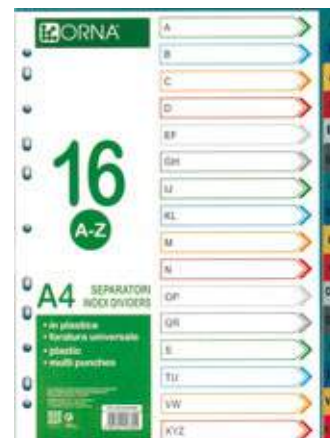 ORNA
16
A-Z
A4 SEPARATORI
INDEX DIVIDERS
• in plastica
• foratura universale
• plastic
• multi punches
A
B
C
D
EF
GH
IJ
KL
M
N
OP
QR
S
TU
VW
XYZ